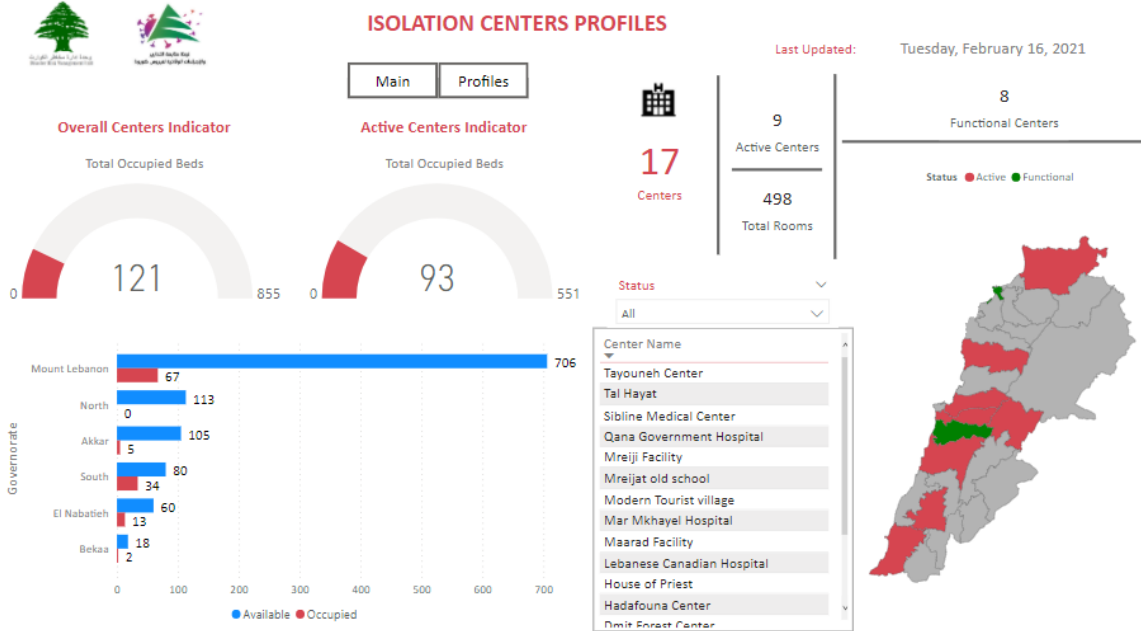 ISOLATION CENTERS PROFILES
Last Updated:
Tuesday, February 16, 2021
Main
Profiles
H
17
Centers
9
Active Centers
498
Total Rooms
8
Functional Centers
Status Active Functional
Overall Centers Indicator
Total Occupied Beds
121
0
855
Active Centers Indicator
Total Occupied Beds
93
0
551
Governorate
Mount Lebanon
706
67
North
113
0
Akkar
105
5
South
80
34
El Nabatieh
60
13
Bekaa
18
2
0 100 200 300 400 500 600 700
Available Occupied
Status
All
Center Name
Tayouneh Center
Tal Hayat
Sibline Medical Center
Qana Government Hospital
Mreiji Facility
Mreijat old school
Modern Tourist village
Mar Mkhayel Hospital
Maarad Facility
Lebanese Canadian Hospital
House of Priest
Hadafouna Center
Dmit Forest Center